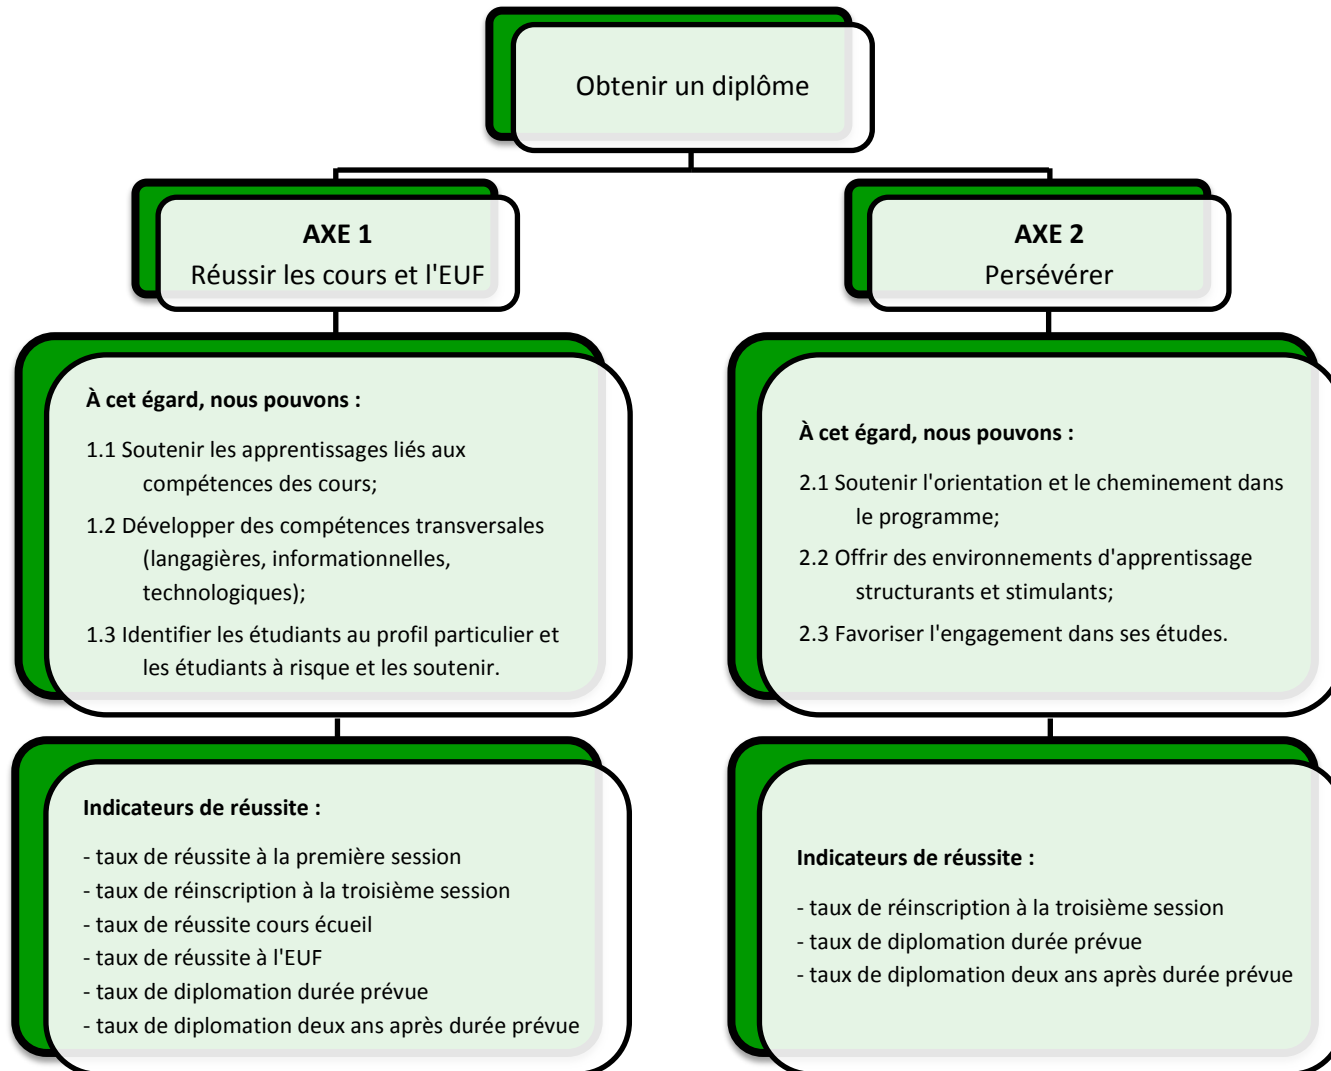 Obtenir un diplôme
AXE 1
Réussir les cours et l'EUF
AXE 2
Persévérer
À cet égard, nous pouvons :
1.1 Soutenir les apprentissages liés aux
compétences des cours;
1.2 Développer des compétences transversales
(langagières, informationnelles,
technologiques);
1.3 Identifier les étudiants au profil particulier et
les étudiants à risque et les soutenir.
À cet égard, nous pouvons :
2.1 Soutenir l'orientation et le cheminement dans
le programme;
2.2 Offrir des environnements d'apprentissage
structurants et stimulants;
2.3 Favoriser l'engagement dans ses études.
Indicateurs de réussite :
- taux de réussite à la première session
- taux de réinscription à la troisième session
- taux de réussite cours écueil
- taux de réussite à l'EUF
- taux de diplomation durée prévue
- taux de diplomation deux ans après durée prévue
Indicateurs de réussite :
- taux de réinscription à la troisième session
- taux de diplomation durée prévue
- taux de diplomation deux ans après durée prévue